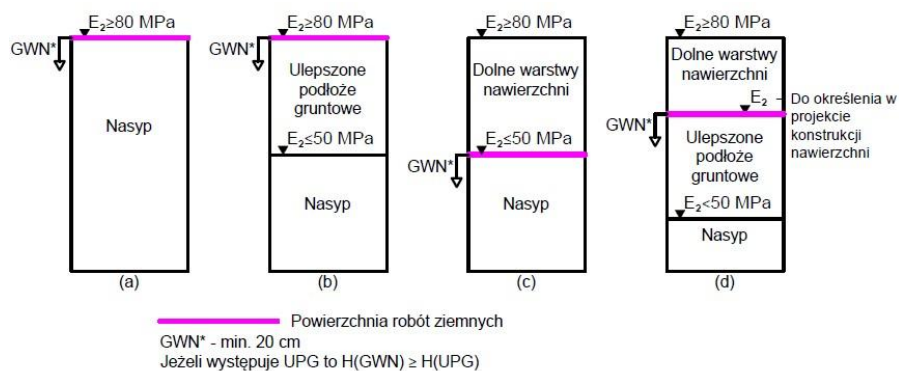 E₂≥80 MPa
GWN*
Nasyp
(a)
E₂≥80 MPa
GWN*
Ulepszone
podłoże
gruntowe
E₂≤50 MPa
Nasyp
(b)
E₂≥80 MPa
Dolne warstwy
nawierzchni
E₂≤50 MPa
GWN*
Nasyp
(c)
E₂≥80 MPa
Dolne warstwy
nawierzchni
E₂ – Do określenia w
projekcie
konstrukcji
nawierzchni
GWN*
Ulepszone
podłoże
gruntowe
E₂<50 MPa
Nasyp
(d)
Powierzchnia robót ziemnych
GWN* - min. 20 cm
Jeżeli występuje UPG to H(GWN) ≥ H(UPG)